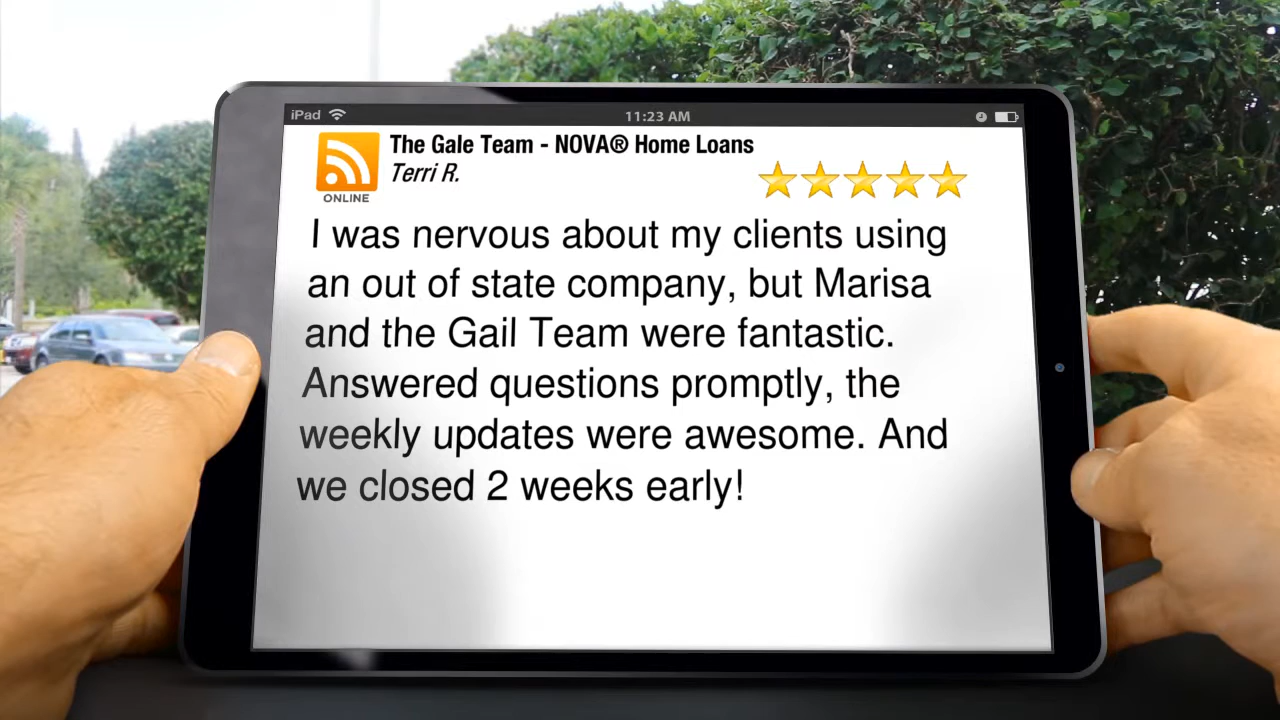 iPad 11:23 AM
The Gale Team - NOVA® Home Loans
Terri R.
ONLINE
I was nervous about my clients using
an out of state company, but Marisa
and the Gail Team were fantastic.
Answered questions promptly, the
weekly updates were awesome. And
we closed 2 weeks early!